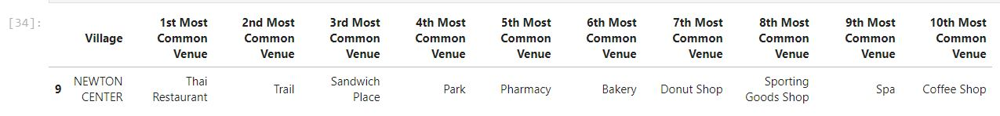 [34]:
Village 1st Most Common Venue 2nd Most Common Venue 3rd Most Common Venue 4th Most Common Venue 5th Most Common Venue 6th Most Common Venue 7th Most Common Venue 8th Most Common Venue 9th Most Common Venue 10th Most Common Venue
9 NEWTON CENTER Thai Restaurant Trail Sandwich Place Park Pharmacy Bakery Donut Shop Sporting Goods Shop Spa Coffee Shop